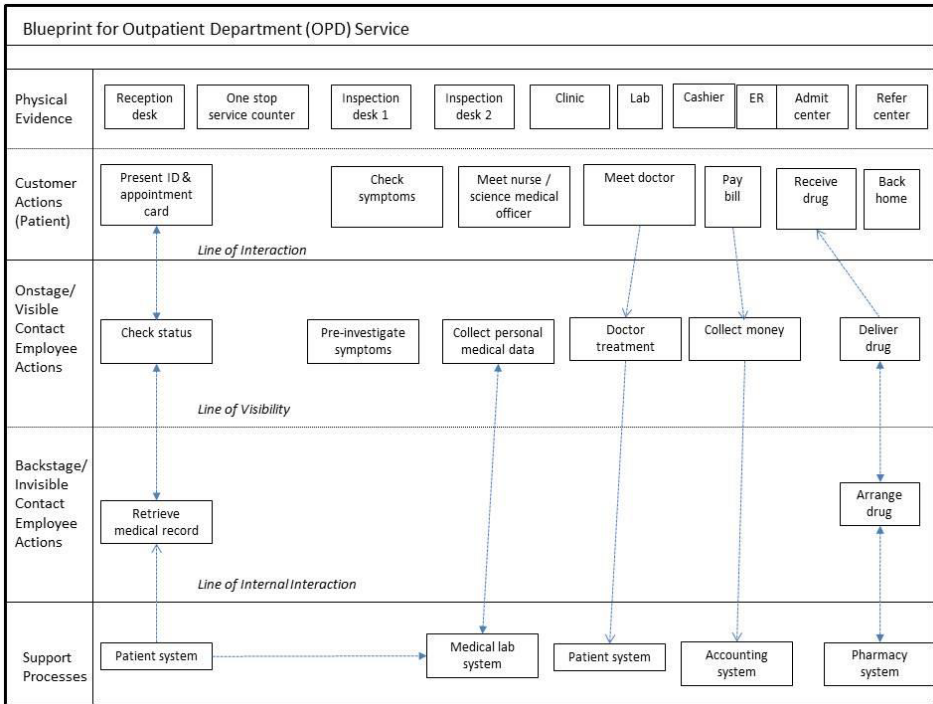 Blueprint for Outpatient Department (OPD) Service
Physical
Evidence
Reception
desk
One stop
service counter
Inspection
desk 1
Inspection
desk 2
Clinic
Lab
Cashier
ER
Admit
center
Refer
center
Customer
Actions
(Patient)
Present ID &
appointment
card
Check
symptoms
Meet nurse /
science medical
officer
Meet doctor
Pay
bill
Receive
drug
Back
home
Line of Interaction
Onstage/
Visible
Contact
Employee
Actions
Check status
Pre-investigate
symptoms
Collect personal
medical data
Doctor
treatment
Collect money
Deliver
drug
Line of Visibility
Backstage/
Invisible
Contact
Employee
Actions
Retrieve
medical record
Arrange
drug
Line of Internal Interaction
Support
Processes
Patient system
Medical lab
system
Patient system
Accounting
system
Pharmacy
system